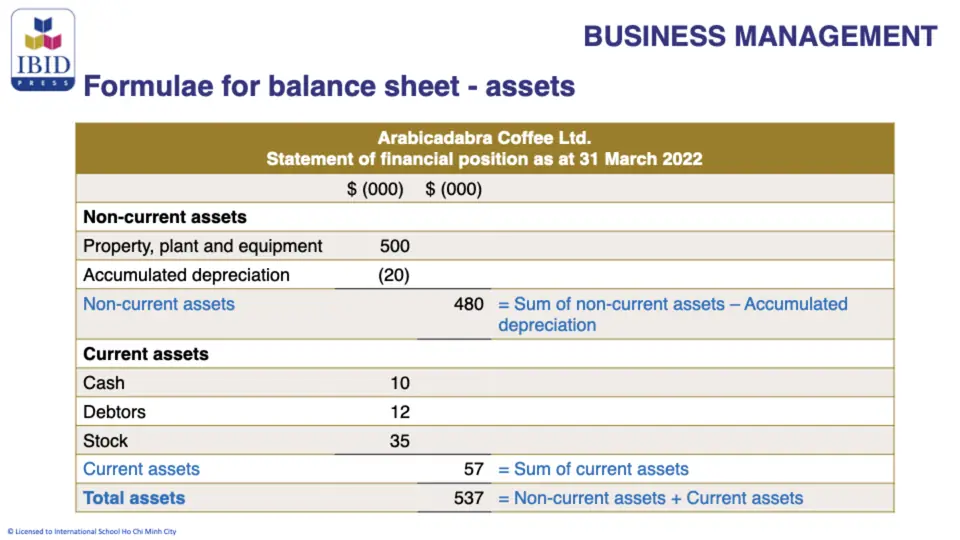 IBID
PRESS
BUSINESS MANAGEMENT
Formulae for balance sheet - assets
Arabicadabra Coffee Ltd.
Statement of financial position as at 31 March 2022
$ (000) $ (000)
Non-current assets
Property, plant and equipment 500
Accumulated depreciation (20)
Non-current assets 480 = Sum of non-current assets – Accumulated
depreciation
Current assets
Cash 10
Debtors 12
Stock 35
Current assets 57 = Sum of current assets
Total assets 537 = Non-current assets + Current assets
© Licensed to International School Ho Chi Minh City